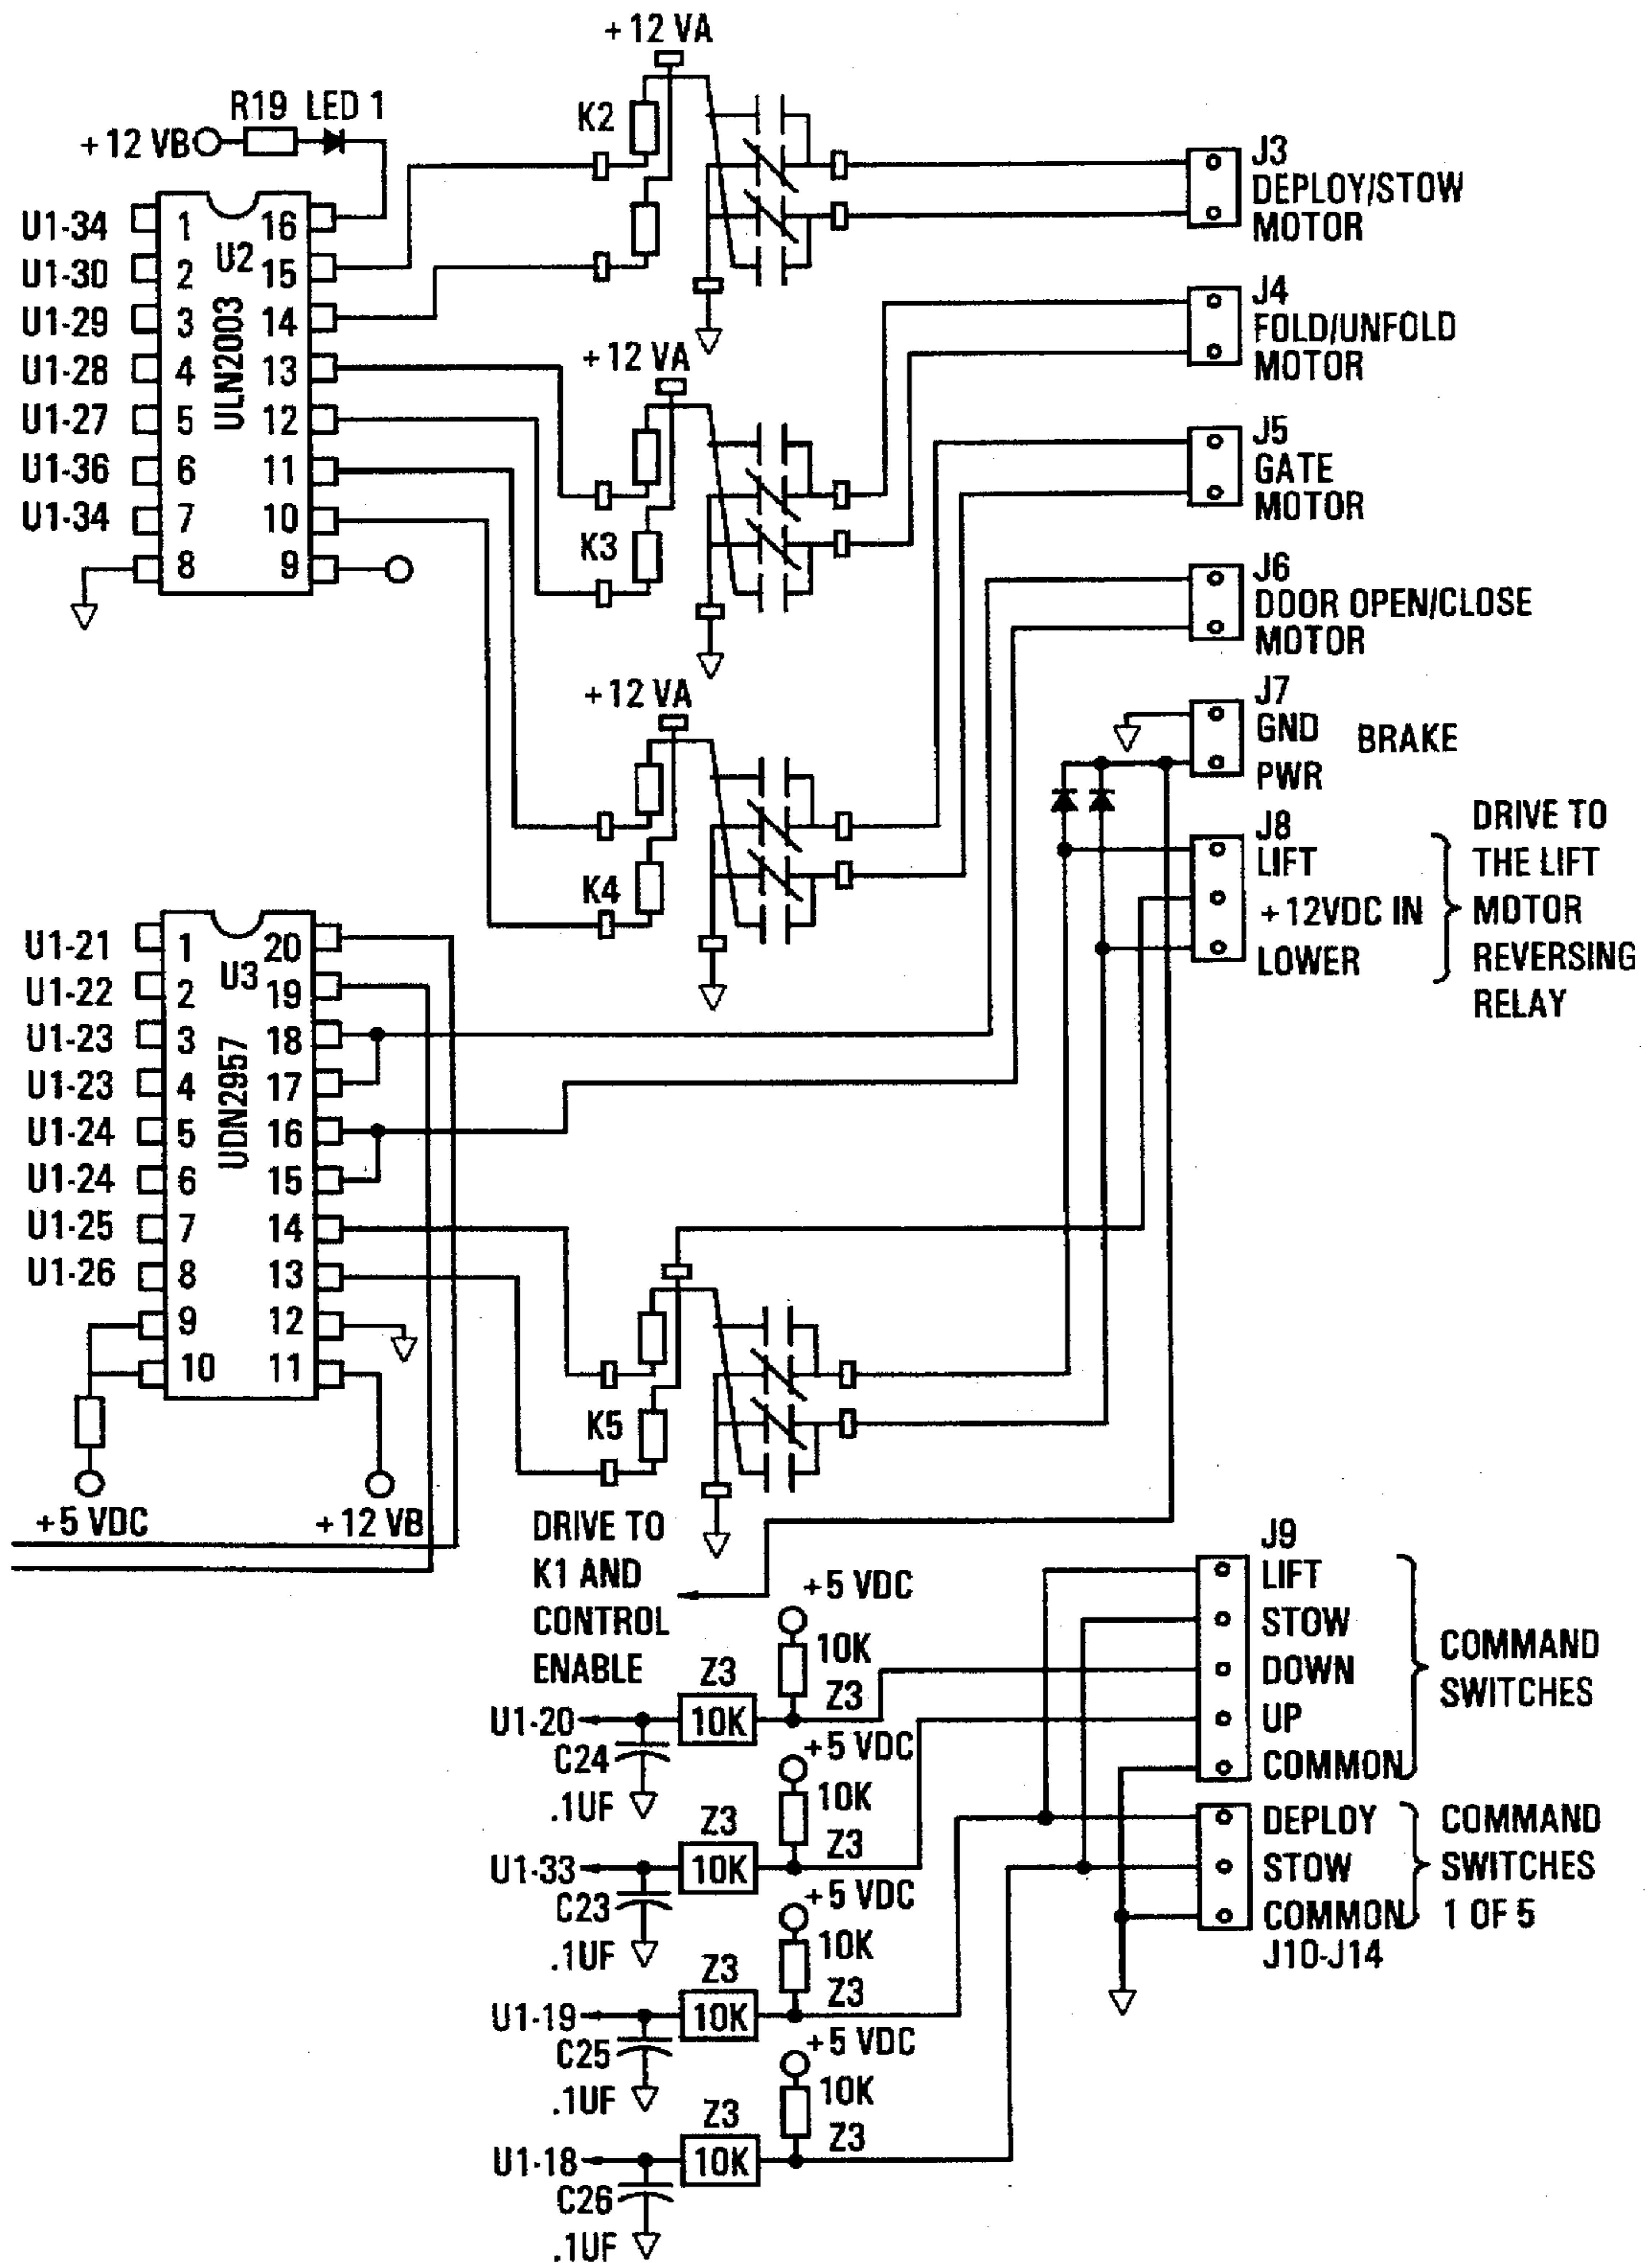 +12 VA
R19 LED 1
+12 VB
K2
U1-34
U1-30
U1-29
U1-28
U1-27
U1-36
U1-34
1
2
3
4
5
6
7
8
U2
ULN2003
16
15
14
13
12
11
10
9
J3
DEPLOY/STOW
MOTOR
+12 VA
K3
J4
FOLD/UNFOLD
MOTOR
J5
GATE
MOTOR
J6
DOOR OPEN/CLOSE
MOTOR
+12 VA
K4
J7
GND
PWR
BRAKE
J8
LIFT
+12VDC IN
LOWER
DRIVE TO
THE LIFT
MOTOR
REVERSING
RELAY
U1-21
U1-22
U1-23
U1-23
U1-24
U1-24
U1-25
U1-26
1
2
3
4
5
6
7
8
9
10
U3
UDN2957
20
19
18
17
16
15
14
13
12
11
+5 VDC
+12 VB
K5
DRIVE TO
K1 AND
CONTROL
ENABLE
+5 VDC
10K
Z3
Z3
10K
U1-20
C24
.1UF
+5 VDC
10K
Z3
Z3
10K
U1-33
C23
.1UF
+5 VDC
10K
Z3
Z3
10K
U1-19
C25
.1UF
+5 VDC
10K
Z3
Z3
10K
U1-18
C26
.1UF
J9
LIFT
STOW
DOWN
UP
COMMON
COMMAND
SWITCHES
DEPLOY
STOW
COMMON
J10-J14
COMMAND
SWITCHES
1 OF 5